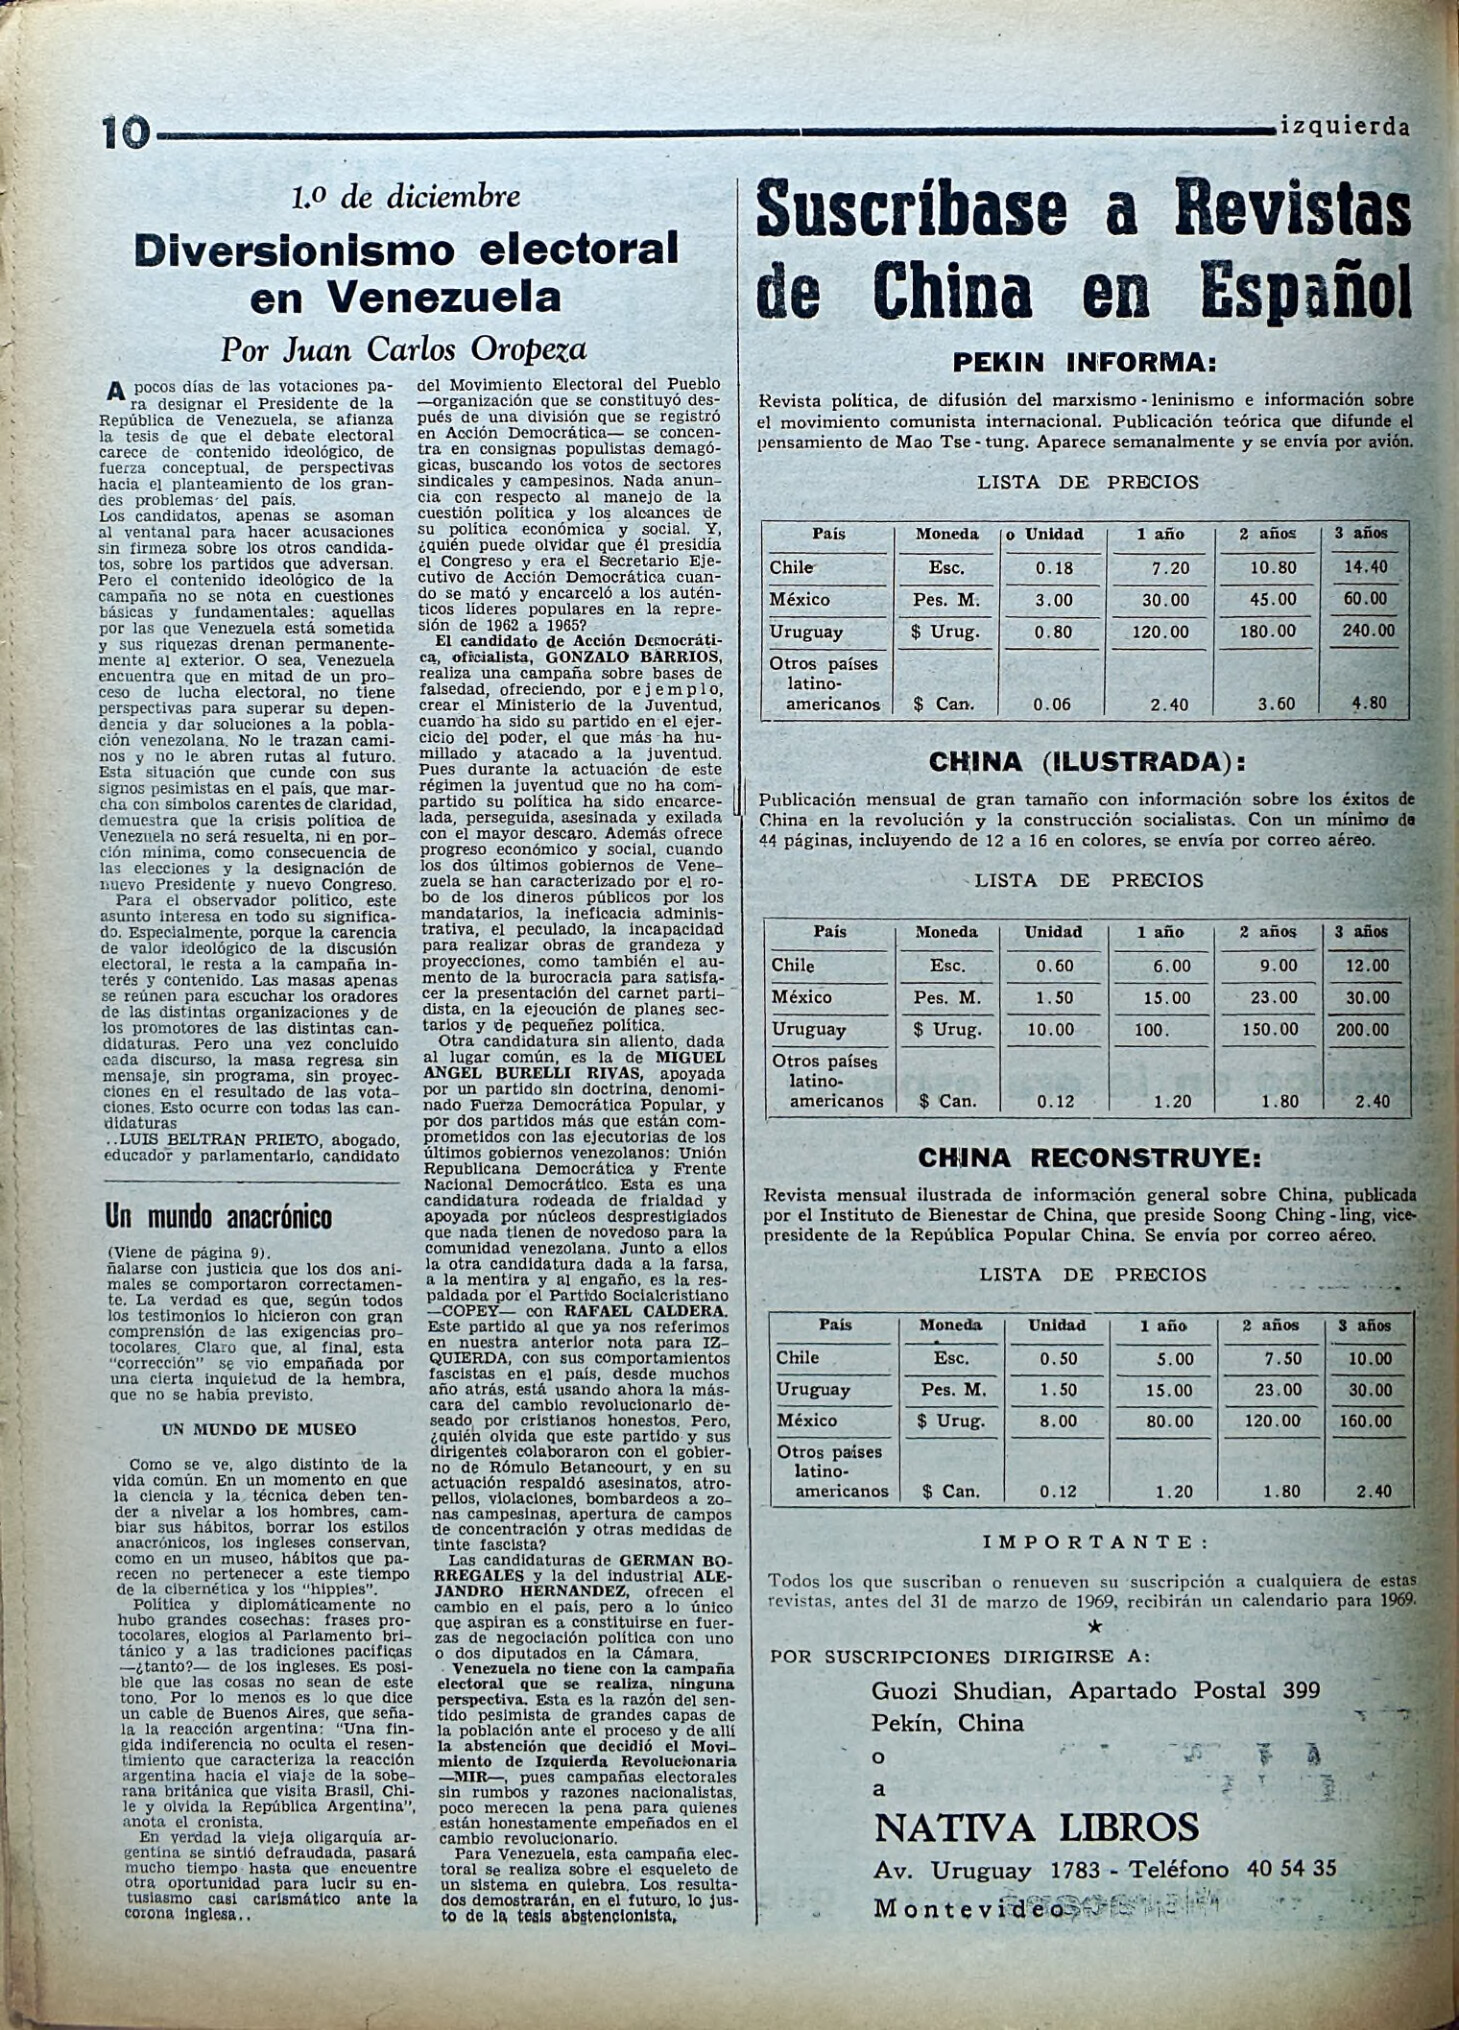 10
izquierda
1.º de diciembre
Diversionismo electoral
en Venezuela
Por Juan Carlos Oropeza
A pocos días de las votaciones pa-
ra designar el Presidente de la
República de Venezuela, se afianza
la tesis de que el debate electoral
carece de contenido ideológico, de
fuerza conceptual, de perspectivas
hacia el planteamiento de los gran-
des problemas del país.
Los candidatos, apenas se asoman
al ventanal para hacer acusaciones
sin firmeza sobre los otros candida-
tos, sobre los partidos que adversan.
Pero el contenido ideológico de la
campaña no se nota en cuestiones
básicas y fundamentales: aquellas
por las que Venezuela está sometida
y sus riquezas drenan permanente-
mente al exterior. O sea, Venezuela
encuentra que en mitad de un pro-
ceso de lucha electoral, no tiene
perspectivas para superar su depen-
dencia y dar soluciones a la pobla-
ción venezolana. No le trazan cami-
nos y no le abren rutas al futuro.
Esta situación que cunde con sus
signos pesimistas en el país, que mar-
cha con símbolos carentes de claridad,
demuestra que la crisis política de
Venezuela no será resuelta, ni en por-
ción mínima, como consecuencia de
las elecciones y la designación de
nuevo Presidente y nuevo Congreso.
Para el observador político, este
asunto interesa en todo su significa-
do. Especialmente, porque la carencia
de valor ideológico de la discusión
electoral, le resta a la campaña in-
terés y contenido. Las masas apenas
se reúnen para escuchar los oradores
de las distintas organizaciones y de
los promotores de las distintas can-
didaturas. Pero una vez concluido
cada discurso, la masa regresa sin
mensaje, sin programa, sin proyec-
ciones en el resultado de las vota-
ciones. Esto ocurre con todas las can-
didaturas
..LUIS BELTRAN PRIETO, abogado,
educador y parlamentario, candidato
del Movimiento Electoral del Pueblo
—organización que se constituyó des-
pués de una división que se registró
en Acción Democrática— se concen-
tra en consignas populistas demagó-
gicas, buscando los votos de sectores
sindicales y campesinos. Nada anun-
cia con respecto al manejo de la
cuestión política y los alcances de
su política económica y social. Y,
¿quién puede olvidar que él presidía
el Congreso y era el Secretario Eje-
cutivo de Acción Democrática cuan-
do se mató y encarceló a los autén-
ticos líderes populares en la repre-
sión de 1962 a 1965?
El candidato de Acción Democráti-
ca, oficialista, GONZALO BARRIOS,
realiza una campaña sobre bases de
falsedad, ofreciendo, por ejemplo,
crear el Ministerio de la Juventud,
cuando ha sido su partido en el ejer-
cicio del poder, el que más ha hu-
millado y atacado a la juventud.
Pues durante la actuación de este
régimen la juventud que no ha com-
partido su política ha sido encarce-
lada, perseguida, asesinada y exilada
con el mayor descaro. Además ofrece
progreso económico y social, cuando
los dos últimos gobiernos de Vene-
zuela se han caracterizado por el ro-
bo de los dineros públicos por los
mandatarios, la ineficacia adminis-
trativa, el peculado, la incapacidad
para realizar obras de grandeza y
proyecciones, como también el au-
mento de la burocracia para satisfa-
cer la presentación del carnet parti-
dista, en la ejecución de planes sec-
tarios y de pequeñez política.
Otra candidatura sin aliento, dada
al lugar común, es la de MIGUEL
ANGEL BURELLI RIVAS, apoyada
por un partido sin doctrina, denomi-
nado Fuerza Democrática Popular, y
por dos partidos más que están com-
prometidos con las ejecutorias de los
últimos gobiernos venezolanos: Unión
Republicana Democrática y Frente
Nacional Democrático. Esta es una
candidatura rodeada de frialdad y
apoyada por núcleos desprestigiados
que nada tienen de novedoso para la
comunidad venezolana. Junto a ellos
la otra candidatura dada a la farsa,
a la mentira y al engaño, es la res-
paldada por el Partido Socialcristiano
—COPEY— con RAFAEL CALDERA.
Este partido al que ya nos referimos
en nuestra anterior nota para IZ-
QUIERDA, con sus comportamientos
fascistas en el país, desde muchos
año atrás, está usando ahora la más-
cara del cambio revolucionario de-
seado por cristianos honestos. Pero,
¿quién olvida que este partido y sus
dirigentes colaboraron con el gobier-
no de Rómulo Betancourt, y en su
actuación respaldó asesinatos, atro-
pellos, violaciones, bombardeos a zo-
nas campesinas, apertura de campos
de concentración y otras medidas de
tinte fascista?
Las candidaturas de GERMAN BO-
RREGALES y la del industrial ALE-
JANDRO HERNANDEZ, ofrecen el
cambio en el país, pero a lo único
que aspiran es a constituirse en fuer-
zas de negociación política con uno
o dos diputados en la Cámara.
Venezuela no tiene con la campaña
electoral que se realiza, ninguna
perspectiva. Esta es la razón del sen-
tido pesimista de grandes capas de
la población ante el proceso y de allí
la abstención que decidió el Movi-
miento de Izquierda Revolucionaria
—MIR—, pues campañas electorales
sin rumbos y razones nacionalistas,
poco merecen la pena para quienes
están honestamente empeñados en el
cambio revolucionario.
Para Venezuela, esta campaña elec-
toral se realiza sobre el esqueleto de
un sistema en quiebra. Los resulta-
dos demostrarán, en el futuro, lo jus-
to de la tesis abstencionista,
Un mundo anacrónico
(Viene de página 9).
ñalarse con justicia que los dos ani-
males se comportaron correctamen-
te. La verdad es que, según todos
los testimonios lo hicieron con gran
comprensión de las exigencias pro-
tocolares. Claro que, al final, esta
"corrección" se vio empañada por
una cierta inquietud de la hembra,
que no se había previsto.
UN MUNDO DE MUSEO
Como se ve, algo distinto de la
vida común. En un momento en que
la ciencia y la técnica deben ten-
der a nivelar a los hombres, cam-
biar sus hábitos, borrar los estilos
anacrónicos, los ingleses conservan,
como en un museo, hábitos que pa-
recen no pertenecer a este tiempo
de la cibernética y los "hippies".
Política y diplomáticamente no
hubo grandes cosechas: frases pro-
tocolares, elogios al Parlamento bri-
tánico y a las tradiciones pacíficas
—¿tanto?— de los ingleses. Es posi-
ble que las cosas no sean de este
tono. Por lo menos es lo que dice
un cable de Buenos Aires, que seña-
la la reacción argentina: "Una fin-
gida indiferencia no oculta el resen-
timiento que caracteriza la reacción
argentina hacia el viaje de la sobe-
rana británica que visita Brasil, Chi-
le y olvida la República Argentina",
anota el cronista.
En verdad la vieja oligarquía ar-
gentina se sintió defraudada, pasará
mucho tiempo hasta que encuentre
otra oportunidad para lucir su en-
tusiasmo casi carismático ante la
corona inglesa..
Suscríbase a Revistas
de China en Español
PEKIN INFORMA:
Revista política, de difusión del marxismo-leninismo e información sobre
el movimiento comunista internacional. Publicación teórica que difunde el
pensamiento de Mao Tse-tung. Aparece semanalmente y se envía por avión.
LISTA DE PRECIOS
País Moneda o Unidad 1 año 2 años 3 años
Chile Esc. 0.18 7.20 10.80 14.40
México Pes. M. 3.00 30.00 45.00 60.00
Uruguay $ Urug. 0.80 120.00 180.00 240.00
Otros países
latino-
americanos $ Can. 0.06 2.40 3.60 4.80
CHINA (ILUSTRADA):
Publicación mensual de gran tamaño con información sobre los éxitos de
China en la revolución y la construcción socialistas. Con un mínimo de
44 páginas, incluyendo de 12 a 16 en colores, se envía por correo aéreo.
LISTA DE PRECIOS
País Moneda Unidad 1 año 2 años 3 años
Chile Esc. 0.60 6.00 9.00 12.00
México Pes. M. 1.50 15.00 23.00 30.00
Uruguay $ Urug. 10.00 100. 150.00 200.00
Otros países
latino-
americanos $ Can. 0.12 1.20 1.80 2.40
CHINA RECONSTRUYE:
Revista mensual ilustrada de información general sobre China, publicada
por el Instituto de Bienestar de China, que preside Soong Ching-ling, vice-
presidente de la República Popular China. Se envía por correo aéreo.
LISTA DE PRECIOS
País Moneda Unidad 1 año 2 años 3 años
Chile Esc. 0.50 5.00 7.50 10.00
Uruguay Pes. M. 1.50 15.00 23.00 30.00
México $ Urug. 8.00 80.00 120.00 160.00
Otros países
latino-
americanos $ Can. 0.12 1.20 1.80 2.40
IMPORTANTE:
Todos los que suscriban o renueven su suscripción a cualquiera de estas
revistas, antes del 31 de marzo de 1969, recibirán un calendario para 1969.
★
POR SUSCRIPCIONES DIRIGIRSE A:
Guozi Shudian, Apartado Postal 399
Pekín, China
o
a
NATIVA LIBROS
Av. Uruguay 1783 - Teléfono 40 54 35
Montevideo